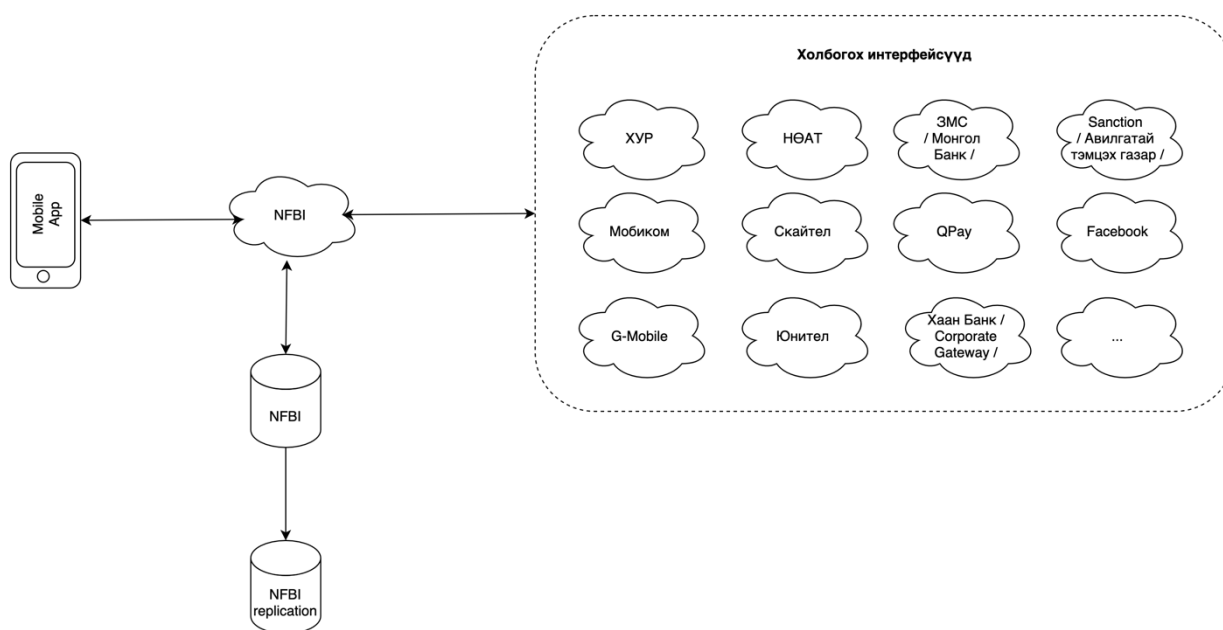 Холбогох интерфейсүүд
ХУР
НӨАТ
ЗМС
/ Монгол
Банк /
Sanction
/ Авилгатай
тэмцэх газар /
Mobile
App
NFBI
Мобиком
Скайтел
QPay
Facebook
G-Mobile
Юнител
Хаан Банк /
Corporate
Gateway /
...
NFBI
NFBI
replication